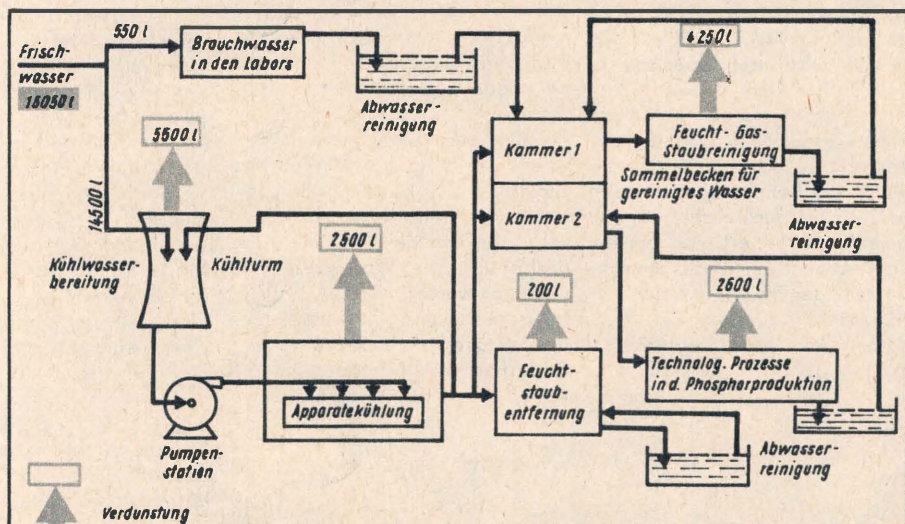 550 l
Frisch-
wasser
15050 l
Brauchwasser
in den Labors
Abwasser-
reinigung
4250 l
Kammer 1
Kammer 2
Feucht-Gas-
Staubreinigung
Sammelbecken für
gereinigtes Wasser
Abwasser-
reinigung
5600 l
14500 l
Kühlwasser-
bereitung
Kühlturm
2500 l
200 l
2600 l
Apparatekühlung
Pumpen-
station
Feucht-
staub-
entfernung
Technolog. Prozesse
in d. Phosphorproduktion
Abwasser-
reinigung
Verdunstung